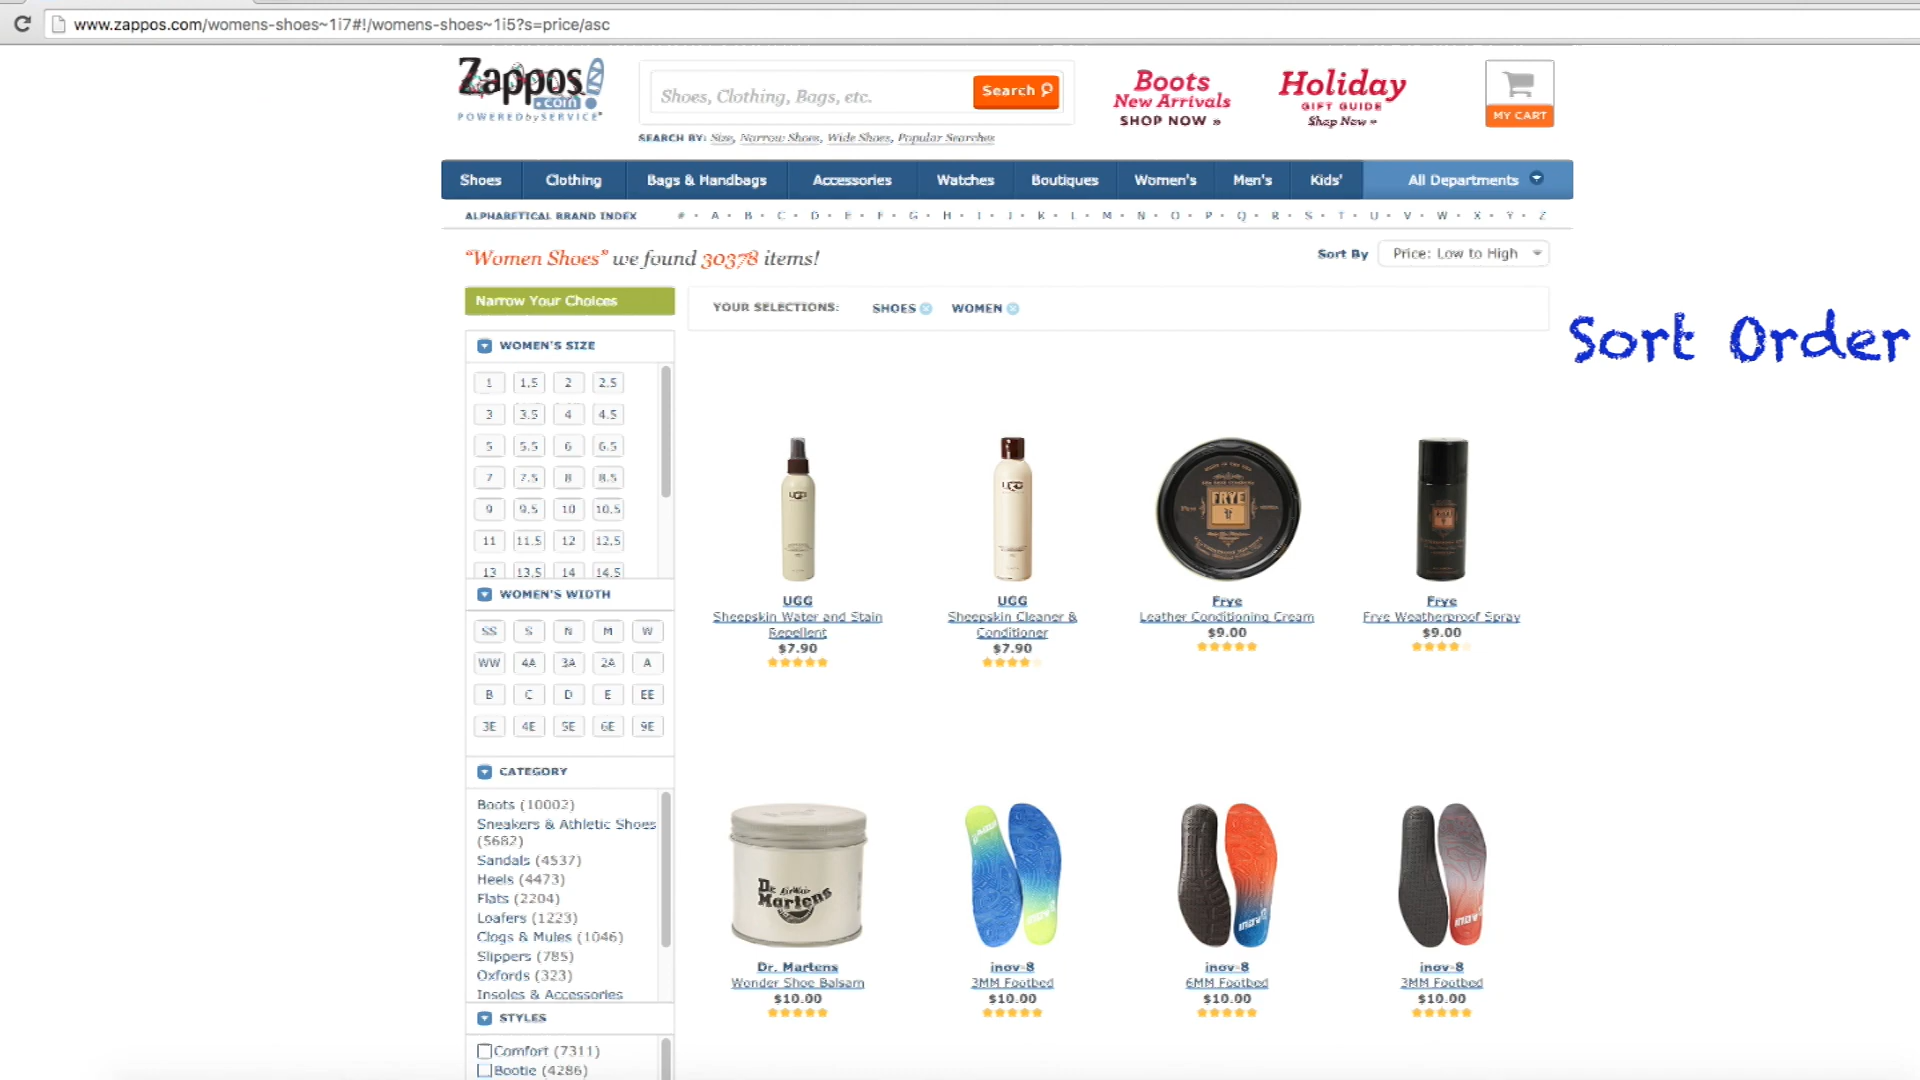 www.zappos.com/womens-shoes~1i7#!/womens-shoes~1i5?s=price/asc
Zappos
.com
POWERED by SERVICE
Shoes, Clothing, Bags, etc.
Search
SEARCH BY: Size, Narrow Shoes, Wide Shoes, Popular Searches
Boots
New Arrivals
SHOP NOW »
Holiday
GIFT GUIDE
Shop Now »
MY CART
Shoes Clothing Bags & Handbags Accessories Watches Boutiques Women's Men's Kids' All Departments
ALPHABETICAL BRAND INDEX # • A • B • C • D • E • F • G • H • I • J • K • L • M • N • O • P • Q • R • S • T • U • V • W • X • Y • Z
"Women Shoes" we found 30378 items!
Sort By Price: Low to High
Narrow Your Choices
YOUR SELECTIONS: SHOES WOMEN
Sort Order
WOMEN'S SIZE
1 1.5 2 2.5
3 3.5 4 4.5
5 5.5 6 6.5
7 7.5 8 8.5
9 9.5 10 10.5
11 11.5 12 12.5
13 13.5 14 14.5
WOMEN'S WIDTH
SS S N M W
WW 4A 3A 2A A
B C D E EE
3E 4E 5E 6E 9E
CATEGORY
Boots (10002)
Sneakers & Athletic Shoes
(5682)
Sandals (4537)
Heels (4473)
Flats (2204)
Loafers (1223)
Clogs & Mules (1046)
Slippers (785)
Oxfords (323)
Insoles & Accessories
STYLES
Comfort (7311)
Bootie (4286)
UGG
UGG
FRYE
UGG
Sheepskin Water and Stain
Repellent
$7.90
UGG
Sheepskin Cleaner &
Conditioner
$7.90
Frye
Leather Conditioning Cream
$9.00
Frye
Frye Weatherproof Spray
$9.00
Dr. Martens
AirWair
inov8
inov8
inov8
Dr. Martens
Wonder Shoe Balsam
$10.00
inov-8
3MM Footbed
$10.00
inov-8
6MM Footbed
$10.00
inov-8
3MM Footbed
$10.00